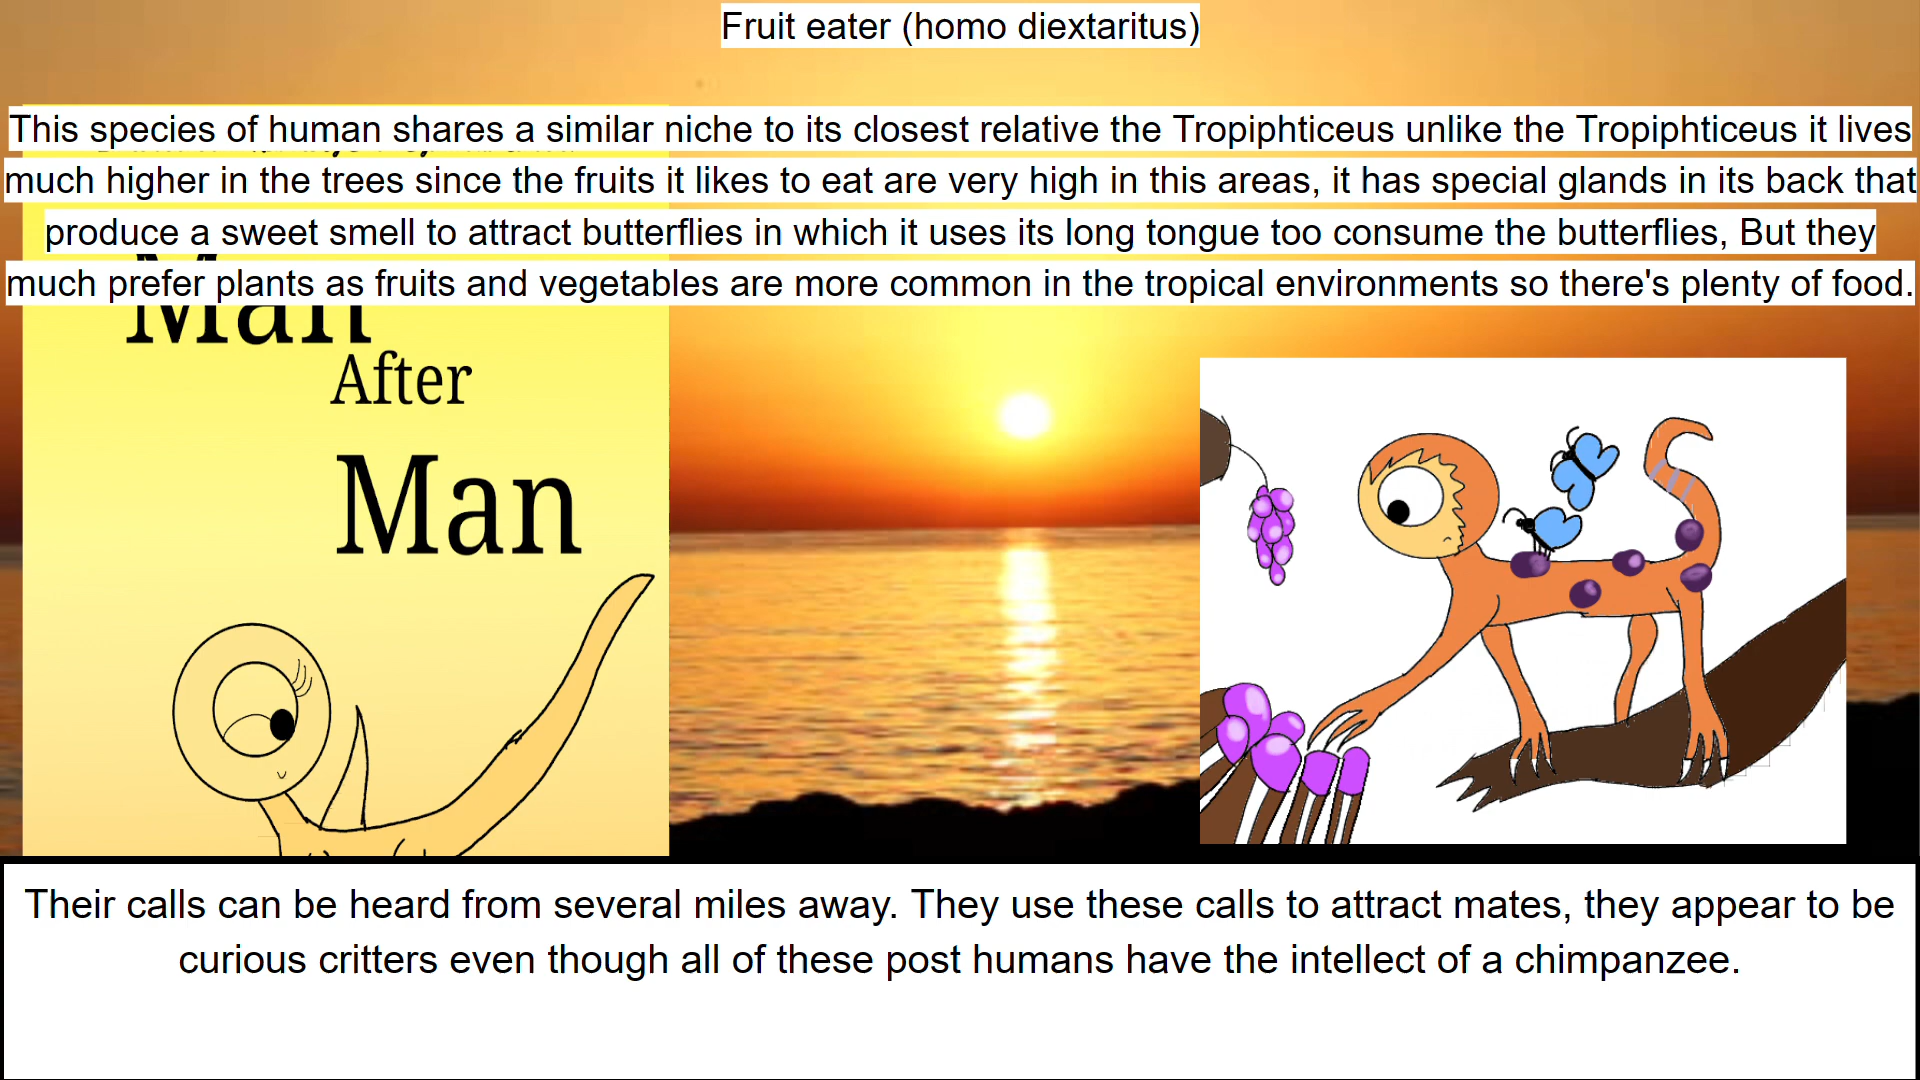 Fruit eater (homo diextaritus)
This species of human shares a similar niche to its closest relative the Tropiphticeus unlike the Tropiphticeus it lives
much higher in the trees since the fruits it likes to eat are very high in this areas, it has special glands in its back that
produce a sweet smell to attract butterflies in which it uses its long tongue too consume the butterflies, But they
much prefer plants as fruits and vegetables are more common in the tropical environments so there's plenty of food.
Man
After
Man
Their calls can be heard from several miles away. They use these calls to attract mates, they appear to be
curious critters even though all of these post humans have the intellect of a chimpanzee.